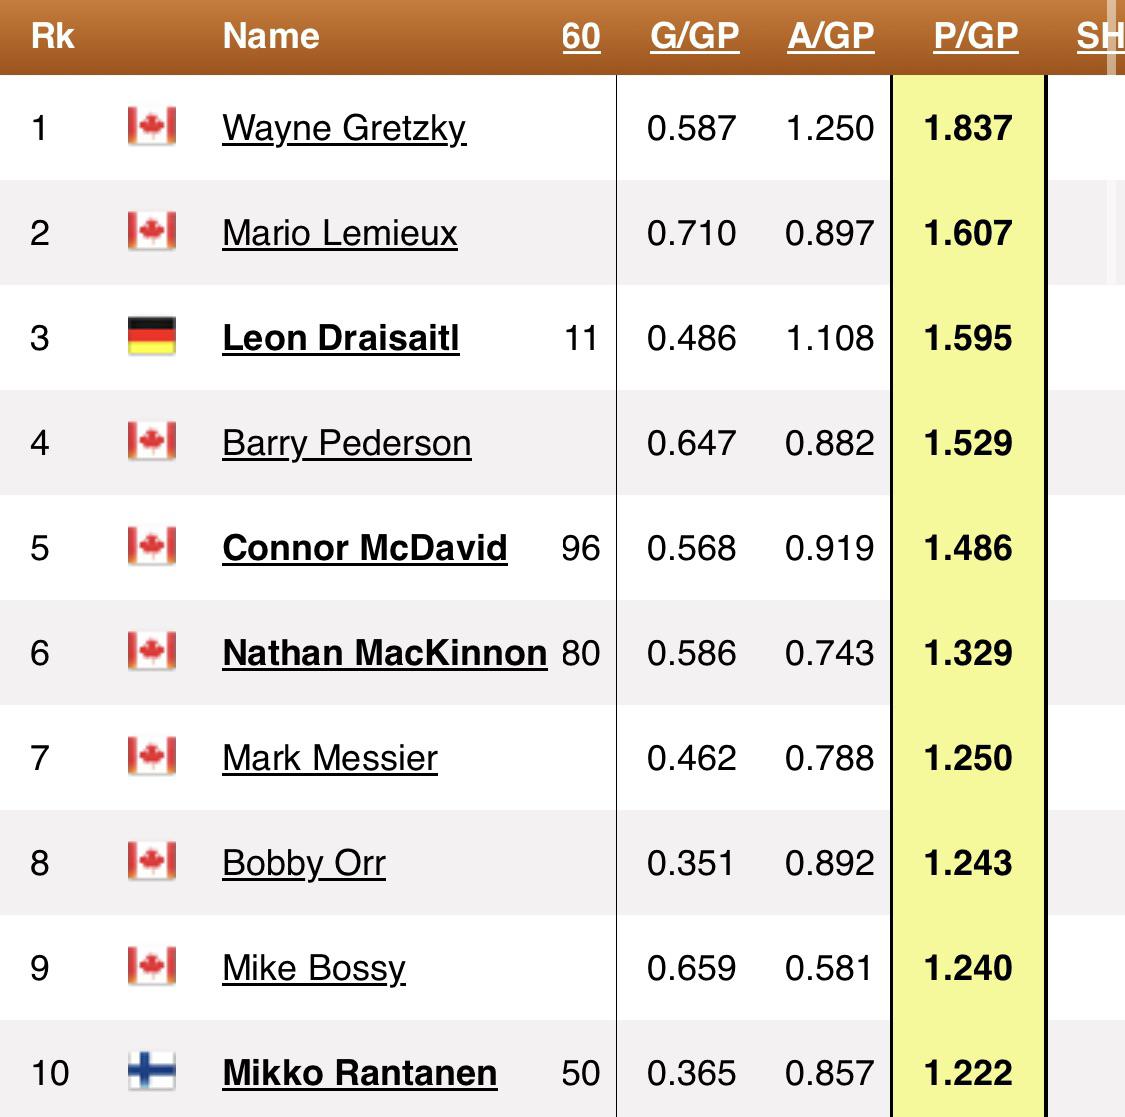 Rk Name 60 G/GP A/GP P/GP SH
1 Wayne Gretzky 0.587 1.250 1.837
2 Mario Lemieux 0.710 0.897 1.607
3 Leon Draisaitl 11 0.486 1.108 1.595
4 Barry Pederson 0.647 0.882 1.529
5 Connor McDavid 96 0.568 0.919 1.486
6 Nathan MacKinnon 80 0.586 0.743 1.329
7 Mark Messier 0.462 0.788 1.250
8 Bobby Orr 0.351 0.892 1.243
9 Mike Bossy 0.659 0.581 1.240
10 Mikko Rantanen 50 0.365 0.857 1.222